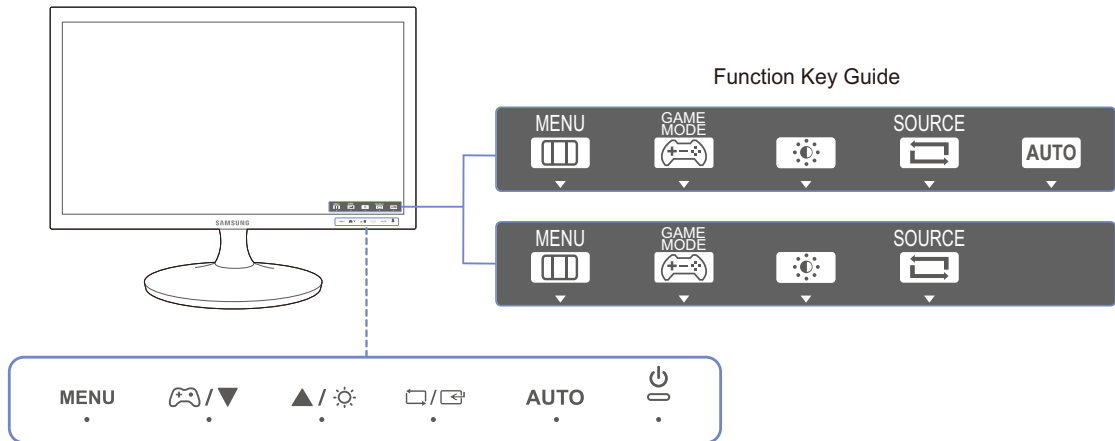 Function Key Guide
MENU
GAME
MODE
SOURCE
AUTO
SAMSUNG
MENU
GAME
MODE
SOURCE
MENU
/
/
/
AUTO